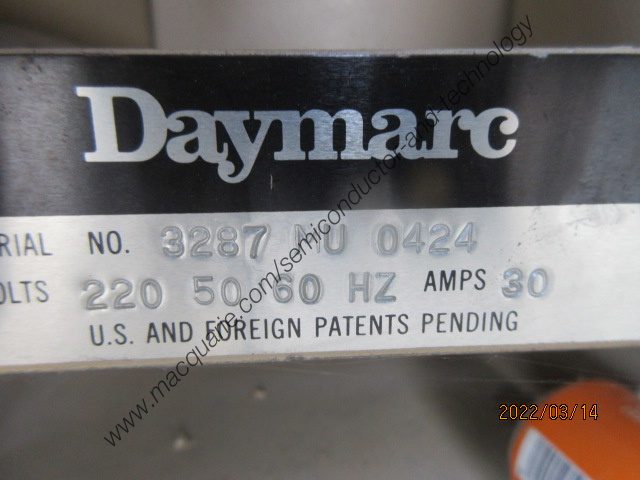 Daymarc
RIAL NO. 3287 MU 0424
OLTS 220 50/60 HZ AMPS 30
U.S. AND FOREIGN PATENTS PENDING
www.macquarie.com/semiconductor-and-technology
2022/03/14